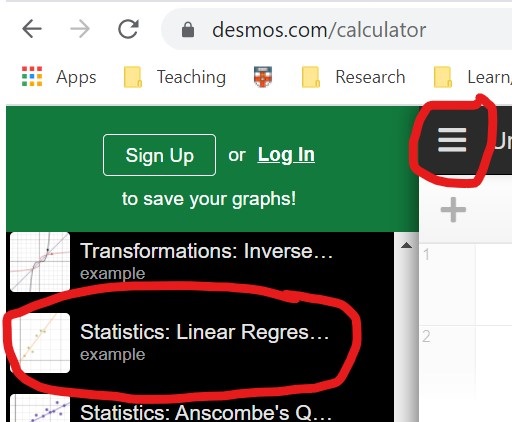 desmos.com/calculator
Apps Teaching Research Learn/
Sign Up or Log In
to save your graphs!
Transformations: Inverse…
example
Statistics: Linear Regres…
example
Statistics: Anscombe's Q…
1
2